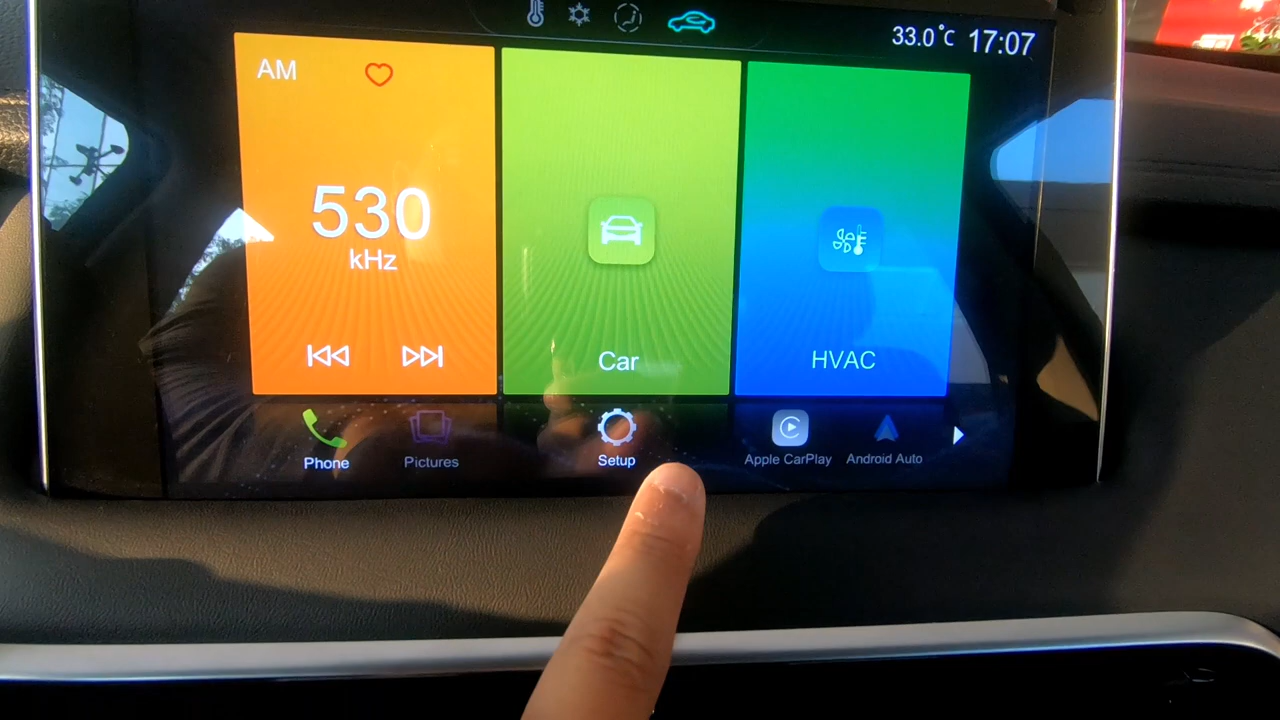 33.0°C 17:07
AM
530
kHz
Car
HVAC
Phone
Pictures
Setup
Apple CarPlay
Android Auto